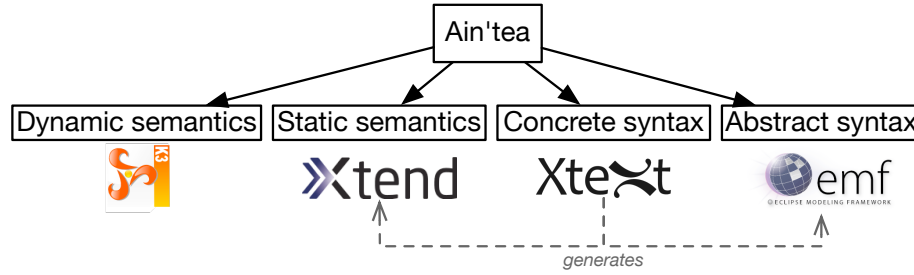 Ain'tea
Dynamic semantics
Static semantics
Concrete syntax
Abstract syntax
K3
Xtend
Xtext
emf
ECLIPSE MODELING FRAMEWORK
generates